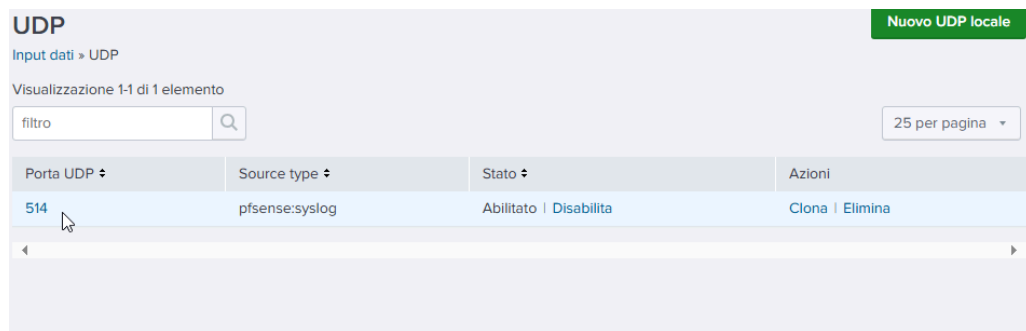 UDP
Nuovo UDP locale
Input dati » UDP
Visualizzazione 1-1 di 1 elemento
filtro
25 per pagina
Porta UDP Source type Stato Azioni
514 pfsense:syslog Abilitato | Disabilita Clona | Elimina